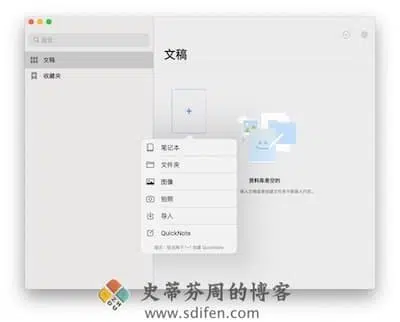 搜索
文稿
收藏夹
文稿
笔记本
文件夹
图像
拍照
导入
QuickNote
资料库是空的
史蒂芬周的博客
www.sdifen.com